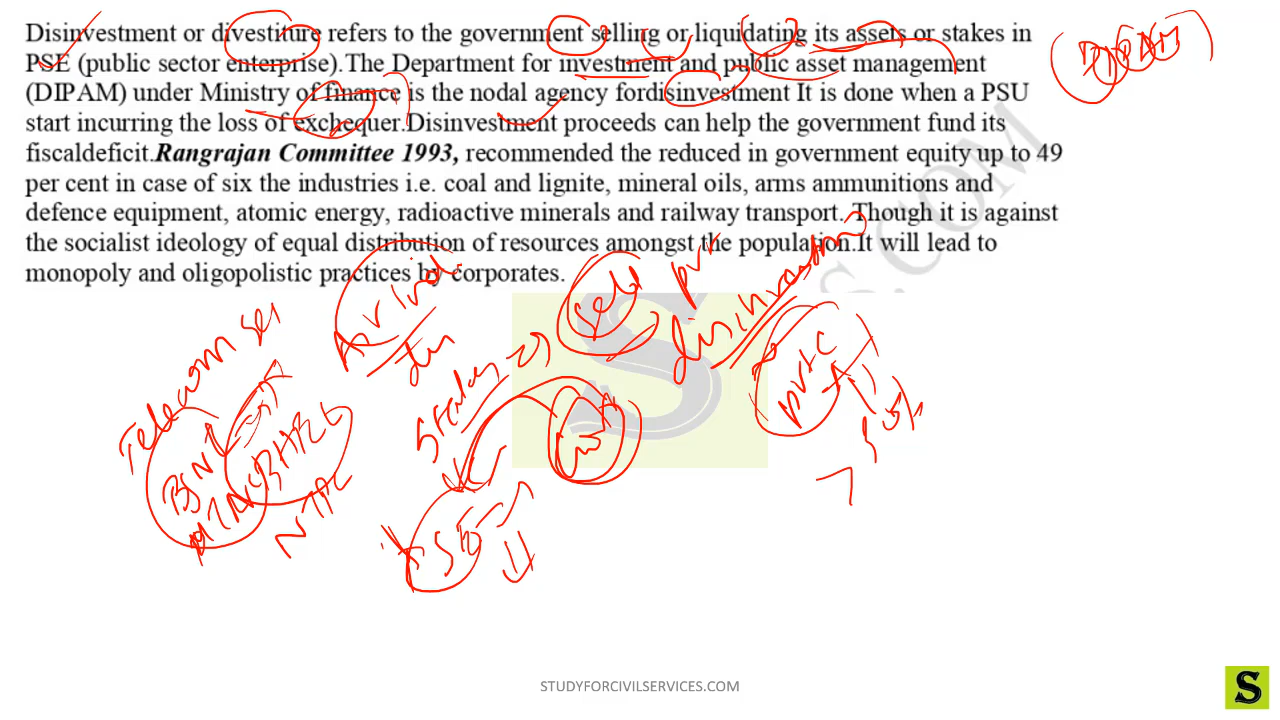 Disinvestment or divestiture refers to the government selling or liquidating its assets or stakes in
PSE (public sector enterprise).The Department for investment and public asset management
(DIPAM) under Ministry of finance is the nodal agency fordisinvestment It is done when a PSU
start incurring the loss of exchequer.Disinvestment proceeds can help the government fund its
fiscaldeficit.Rangrajan Committee 1993, recommended the reduced in government equity up to 49
per cent in case of six the industries i.e. coal and lignite, mineral oils, arms ammunitions and
defence equipment, atomic energy, radioactive minerals and railway transport. Though it is against
the socialist ideology of equal distribution of resources amongst the population.It will lead to
monopoly and oligopolistic practices by corporates.
DIPAM
Telecom
BSNL
NTPC
disinvestment
STUDYFORCIVILSERVICES.COM
S